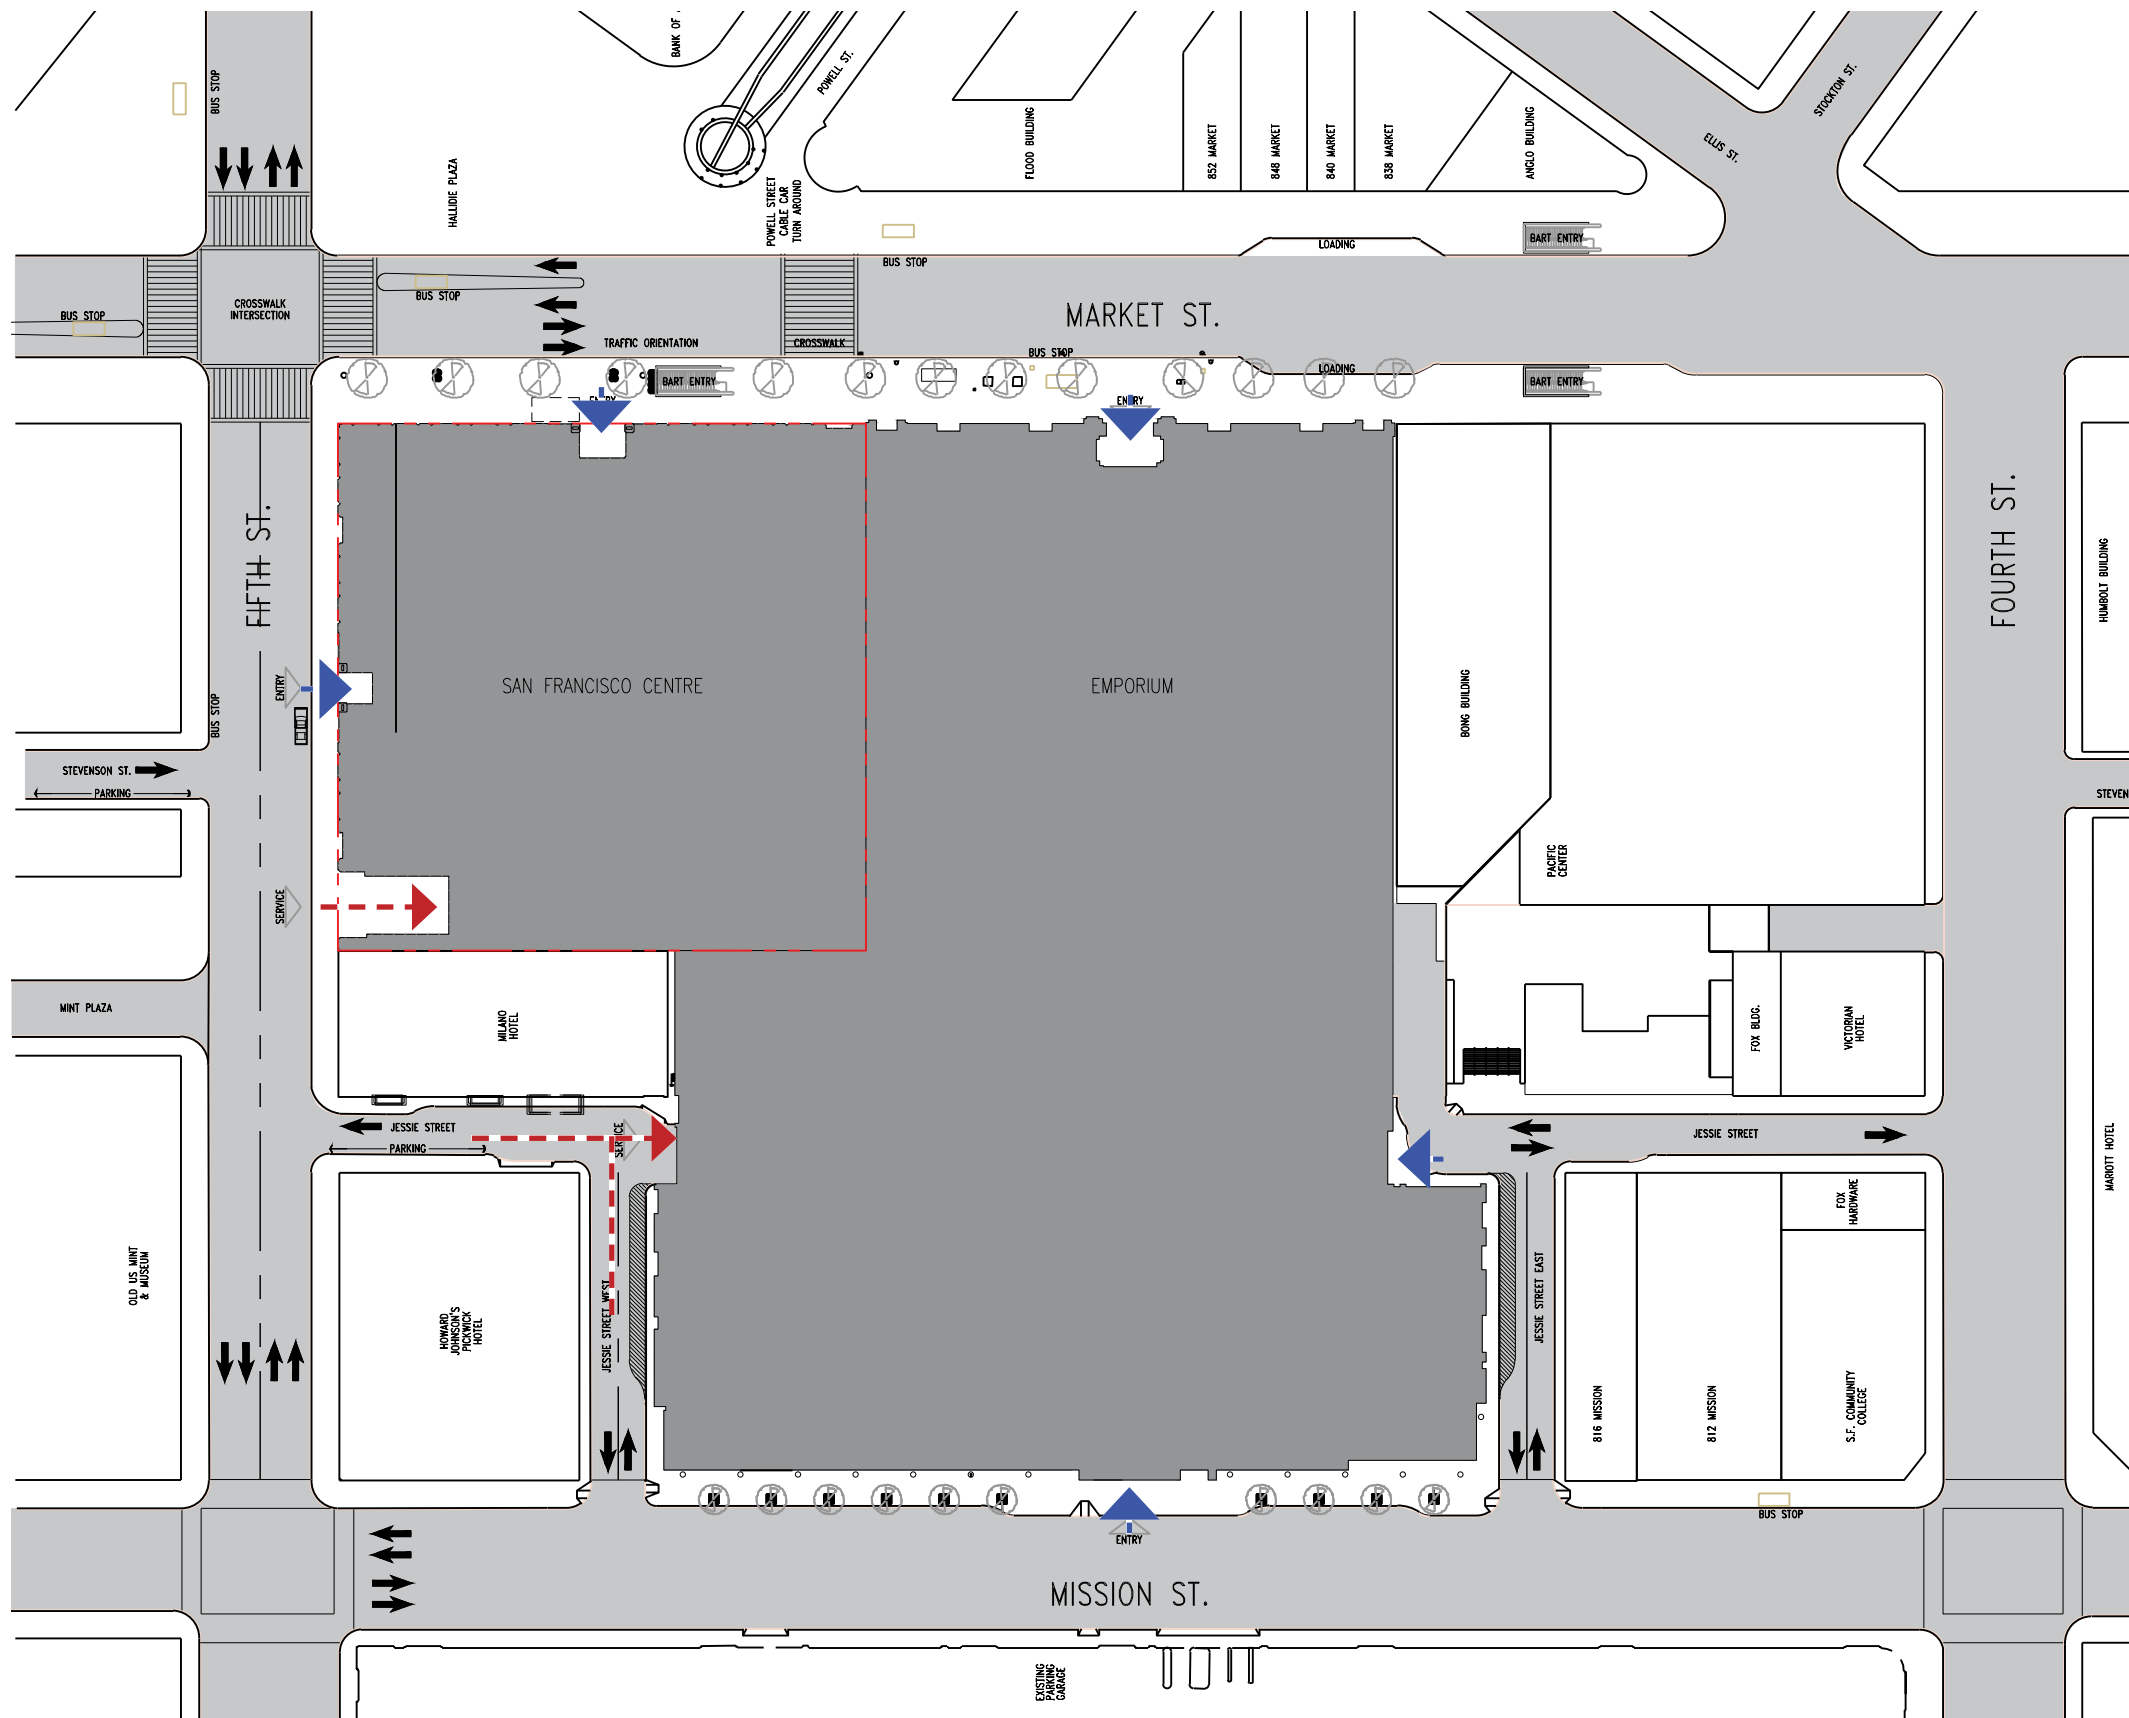 BUS STOP
BANK OF
POWELL ST.
STOCKTON ST.
ELLIS ST.
HALLIDIE PLAZA
FLOOD BUILDING
852 MARKET
848 MARKET
840 MARKET
838 MARKET
ANGLO BUILDING
POWELL STREET
CABLE CAR
TURN AROUND
BART ENTRY
LOADING
BUS STOP
BUS STOP
CROSSWALK
INTERSECTION
BUS STOP
MARKET ST.
TRAFFIC ORIENTATION
CROSSWALK
BUS STOP
LOADING
BART ENTRY
BART ENTRY
ENTRY
ENTRY
FIFTH ST.
FOURTH ST.
HUMBOLT BUILDING
ENTRY
SAN FRANCISCO CENTRE
EMPORIUM
BONG BUILDING
BUS STOP
STEVENSON ST.
PARKING
STEVEN
PACIFIC
CENTER
SERVICE
MINT PLAZA
MILANO
HOTEL
FOX BLDG.
VICTORIAN
HOTEL
JESSIE STREET
PARKING
SERVICE
JESSIE STREET
MARIOTT HOTEL
OLD US MINT
& MUSEUM
HOWARD
JOHNSON'S
PICKWICK
HOTEL
JESSIE STREET WEST
JESSIE STREET EAST
FOX
HARDWARE
816 MISSION
812 MISSION
S.F. COMMUNITY
COLLEGE
BUS STOP
ENTRY
MISSION ST.
EXISTING
PARKING
GARAGE